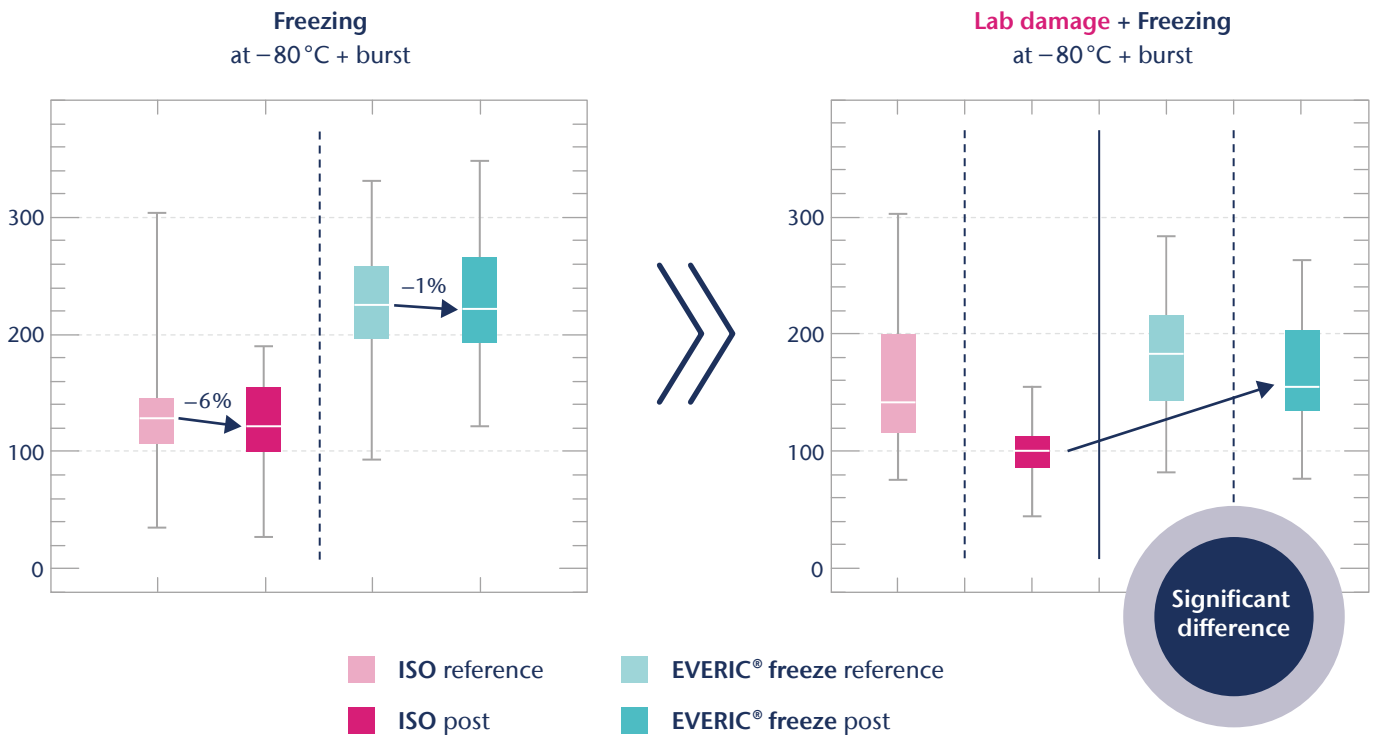 Freezing
at −80 °C + burst
300
200
100
0
−6%
−1%
Lab damage + Freezing
at −80 °C + burst
300
200
100
0
Significant
difference
ISO reference
EVERIC® freeze reference
ISO post
EVERIC® freeze post